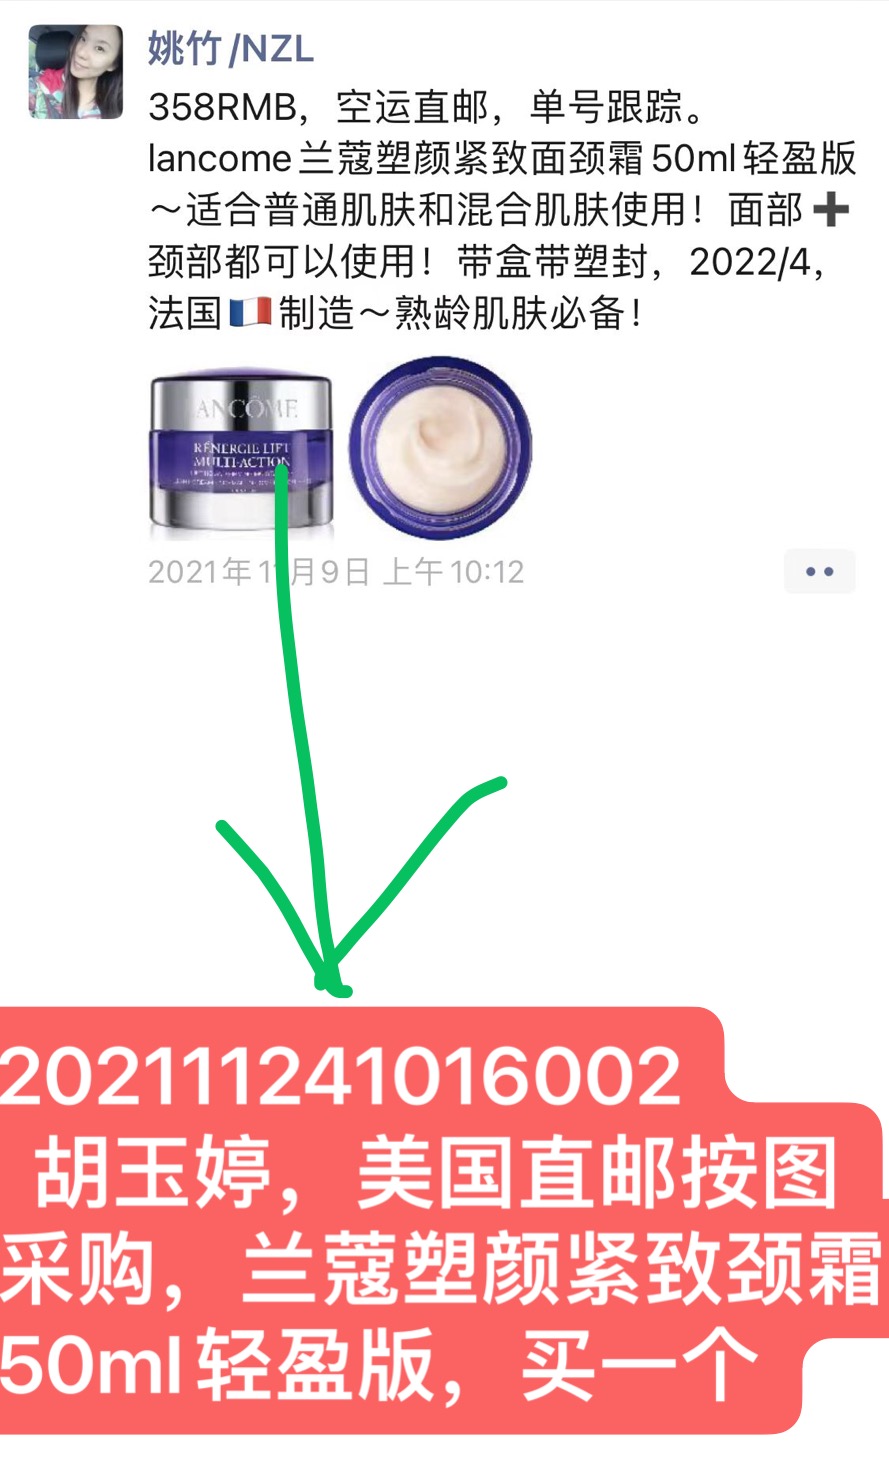 姚竹/NZL
358RMB，空运直邮，单号跟踪。
lancome兰蔻塑颜紧致面颈霜50ml轻盈版
～适合普通肌肤和混合肌肤使用！面部➕
颈部都可以使用！带盒带塑封，2022/4，
法国🇫🇷制造～熟龄肌肤必备！
LANCÔME
RÉNERGIE LIFT
MULTI-ACTION
2021年11月9日 上午10:12
202111241016002
胡玉婷，美国直邮按图
采购，兰蔻塑颜紧致颈霜
50ml轻盈版，买一个